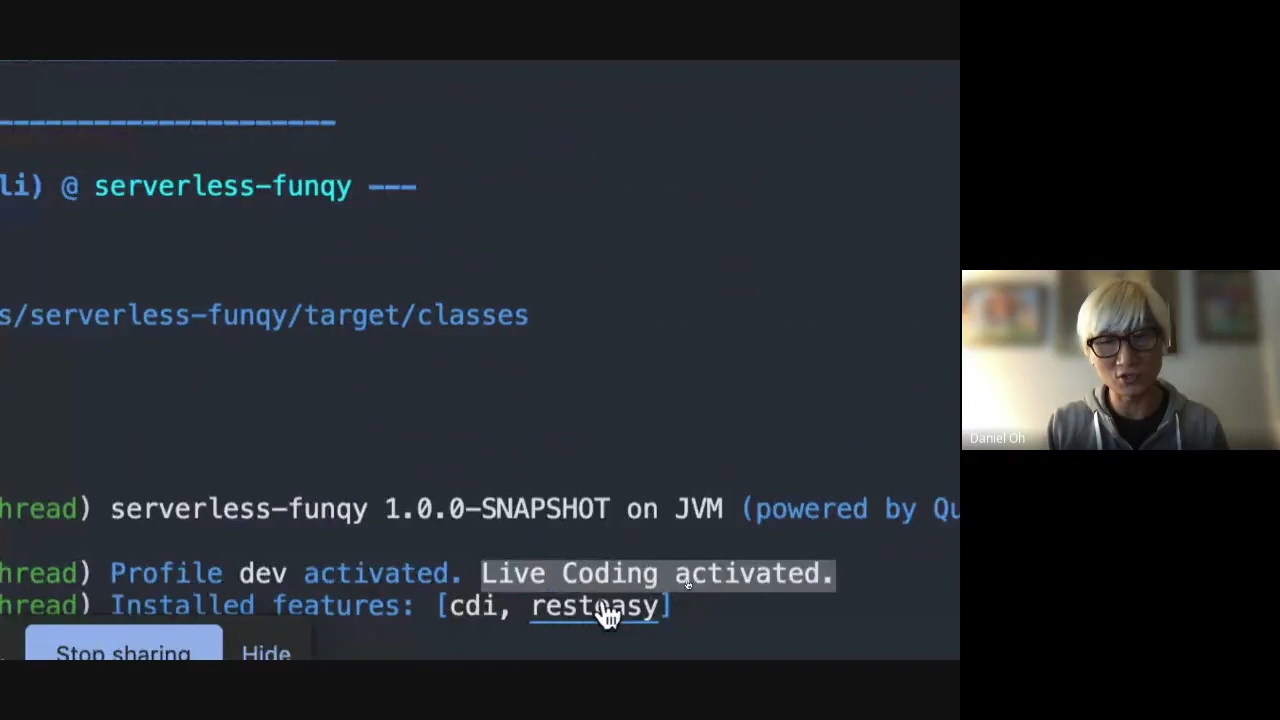 ---------------------
li) @ serverless-funqy ---
s/serverless-funqy/target/classes
hread) serverless-funqy 1.0.0-SNAPSHOT on JVM (powered by Qu
hread) Profile dev activated. Live Coding activated.
hread) Installed features: [cdi, resteasy]
Stop sharing Hide
Daniel Oh